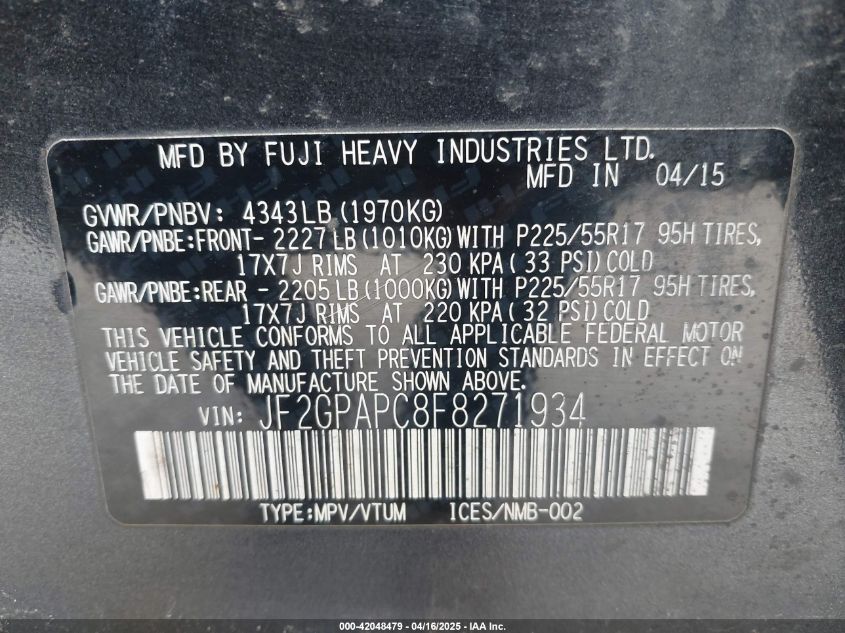 MFD BY FUJI HEAVY INDUSTRIES LTD.
MFD IN 04/15
GVWR/PNBV: 4343LB(1970KG)
GAWR/PNBE:FRONT- 2227LB(1010KG)WITH P225/55R17 95H TIRES,
17X7J RIMS AT 230 KPA( 33 PSI)COLD
GAWR/PNBE:REAR - 2205LB(1000KG)WITH P225/55R17 95H TIRES,
17X7J RIMS AT 220 KPA( 32 PSI)COLD
THIS VEHICLE CONFORMS TO ALL APPLICABLE FEDERAL MOTOR
VEHICLE SAFETY AND THEFT PREVENTION STANDARDS IN EFFECT ON
THE DATE OF MANUFACTURE SHOWN ABOVE.
VIN: JF2GPAPC8F8271934
TYPE:MPV/VTUM ICES/NMB-002
000-42048479 - 04/16/2025 - IAA Inc.